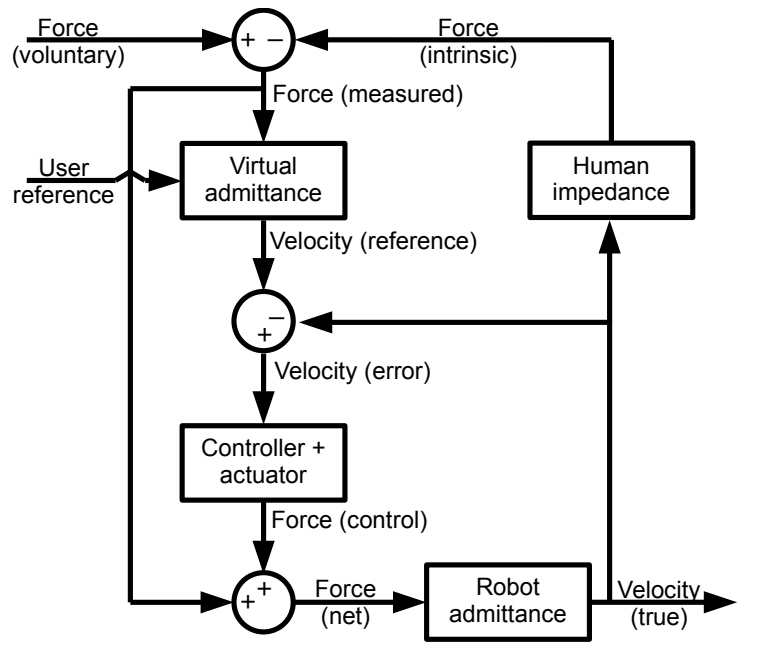 Force
(voluntary)
+ −
Force
(intrinsic)
Force (measured)
User
reference
Virtual
admittance
Human
impedance
Velocity (reference)
−
+
Velocity (error)
Controller +
actuator
Force (control)
+
+
Force
(net)
Robot
admittance
Velocity
(true)